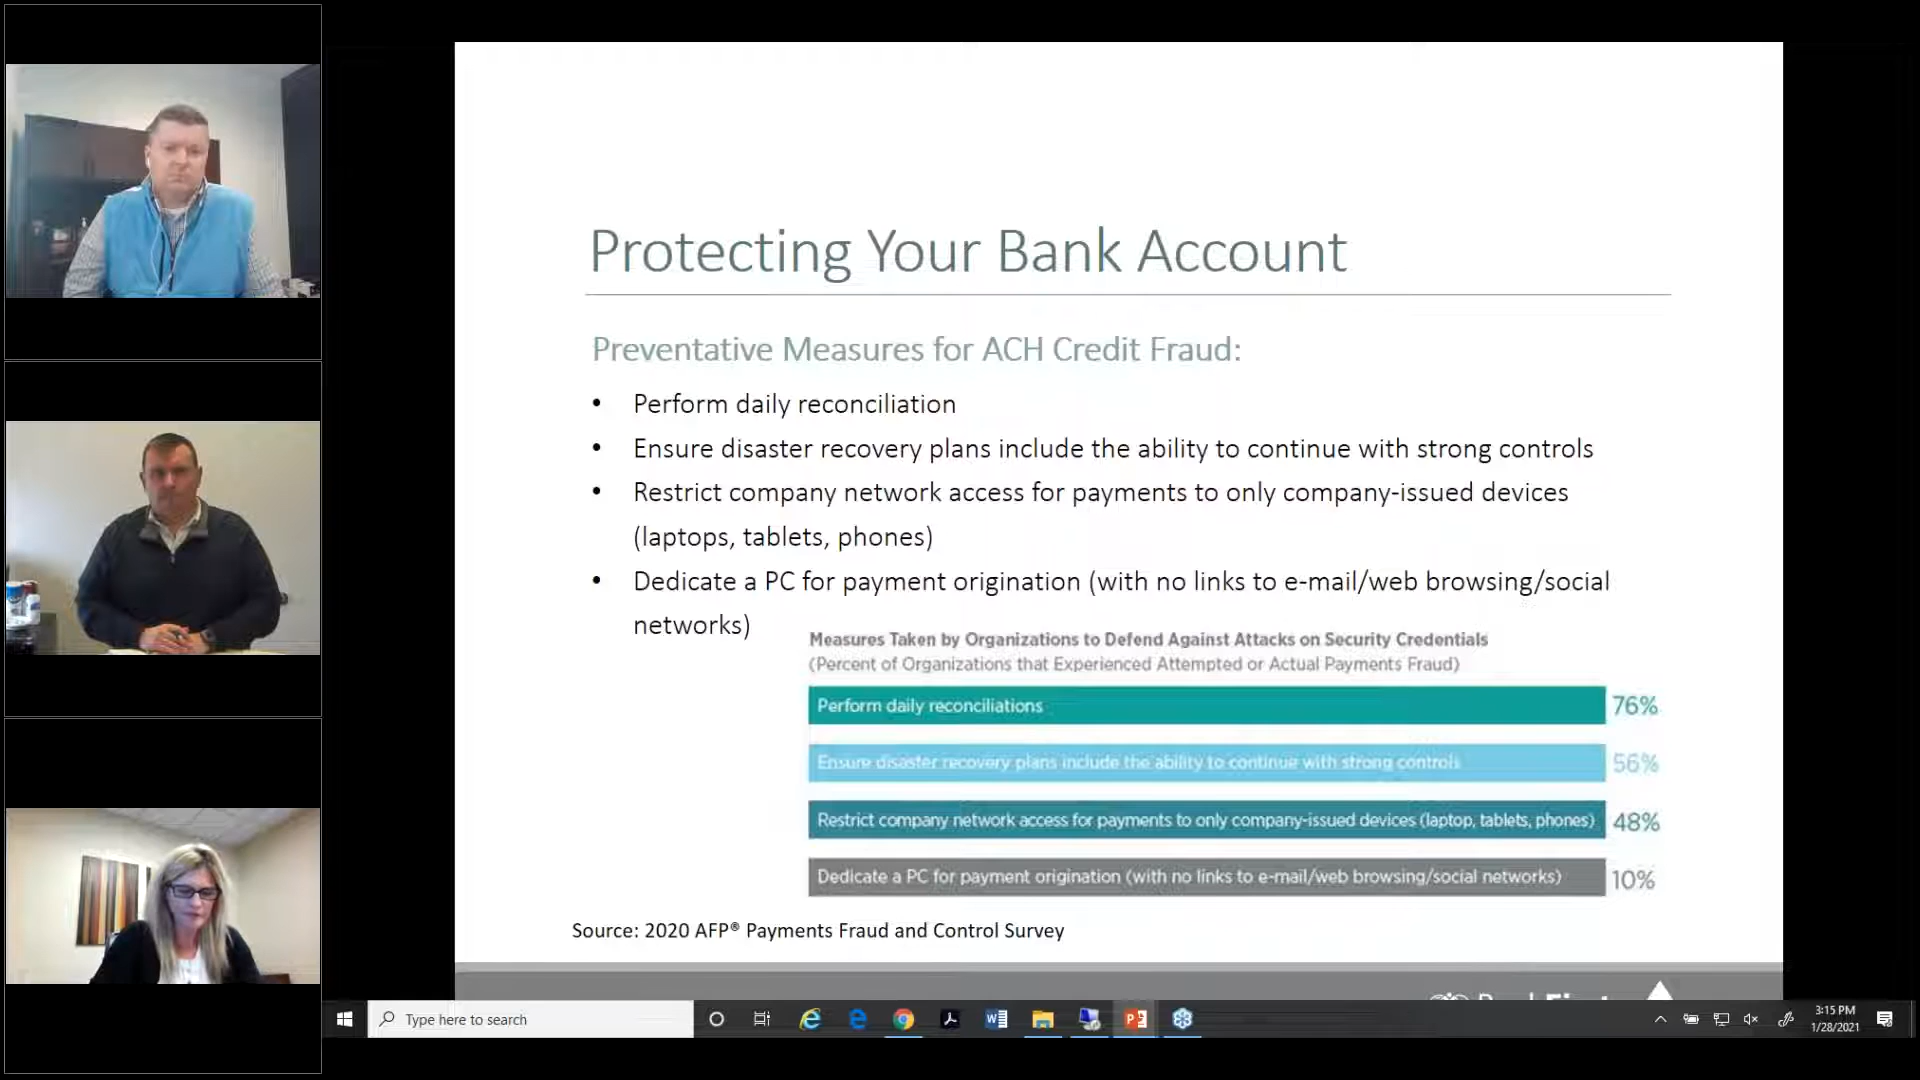 Protecting Your Bank Account
Preventative Measures for ACH Credit Fraud:
• Perform daily reconciliation
• Ensure disaster recovery plans include the ability to continue with strong controls
• Restrict company network access for payments to only company-issued devices
(laptops, tablets, phones)
• Dedicate a PC for payment origination (with no links to e-mail/web browsing/social
networks)
Measures Taken by Organizations to Defend Against Attacks on Security Credentials
(Percent of Organizations that Experienced Attempted or Actual Payments Fraud)
Perform daily reconciliations 76%
Ensure disaster recovery plans include the ability to continue with strong controls 56%
Restrict company network access for payments to only company-issued devices (laptop, tablets, phones) 48%
Dedicate a PC for payment origination (with no links to e-mail/web browsing/social networks) 10%
Source: 2020 AFP® Payments Fraud and Control Survey
Type here to search
3:15 PM
1/28/2021